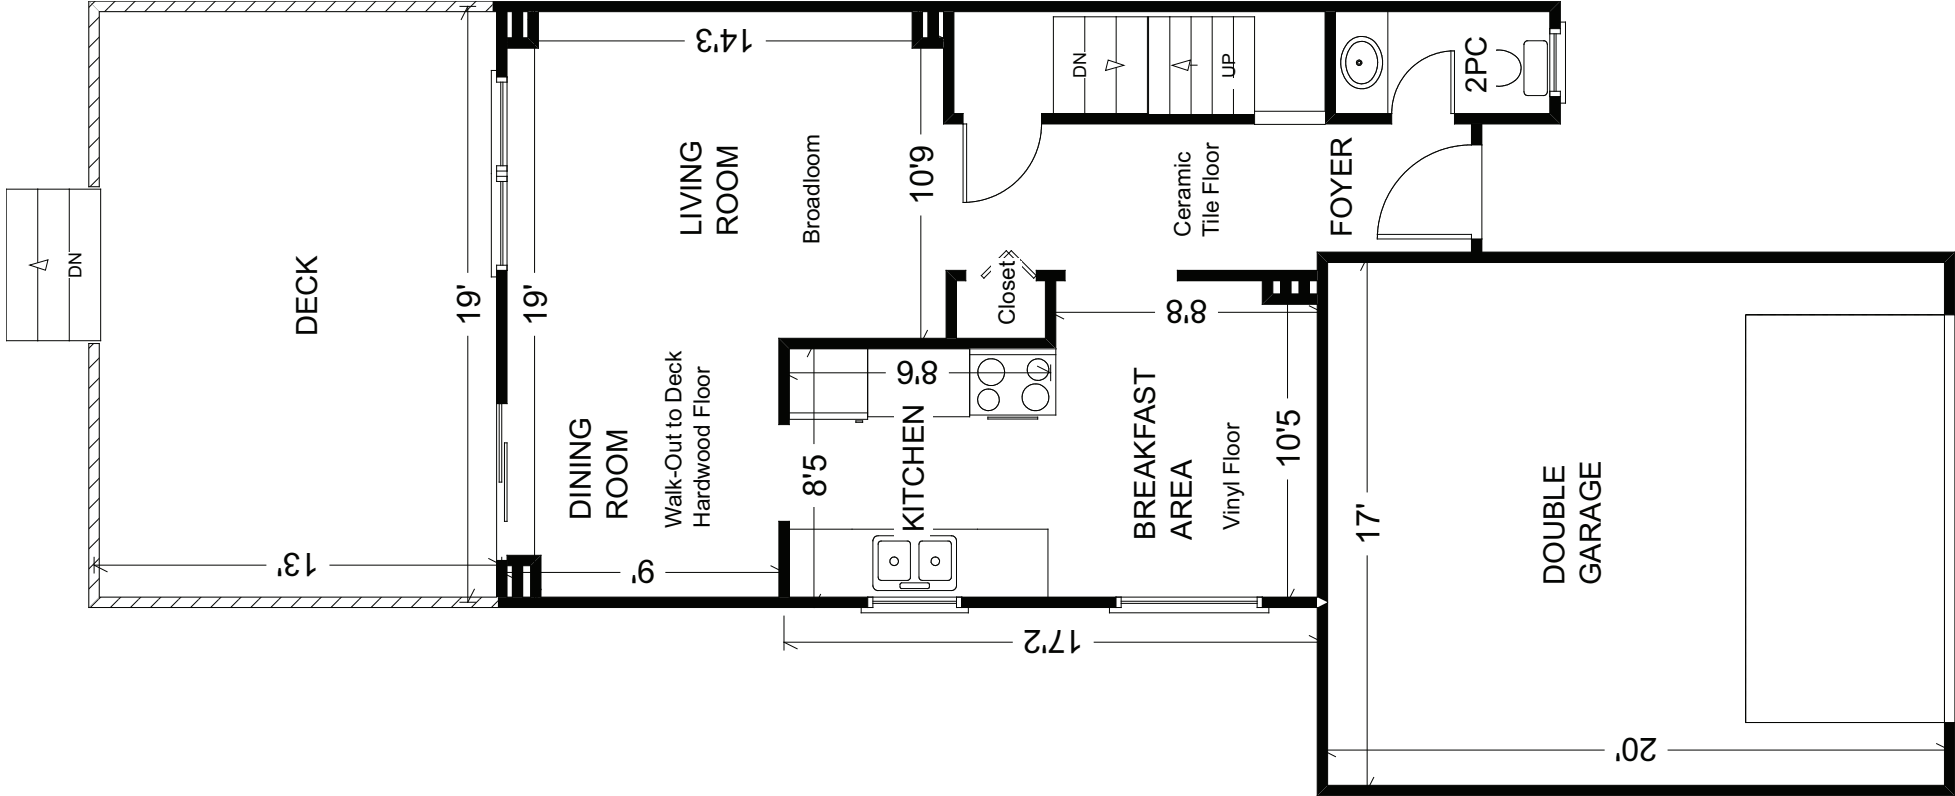 DN
DECK
13'
19'
19'
DINING
ROOM
Walk-Out to Deck
Hardwood Floor
9'
LIVING
ROOM
Broadloom
14'3
10'9
8'5
KITCHEN
8'6
Closet
17'2
DN
UP
BREAKFAST
AREA
Vinyl Floor
8'8
10'5
Ceramic
Tile Floor
FOYER
2PC
17'
DOUBLE
GARAGE
20'